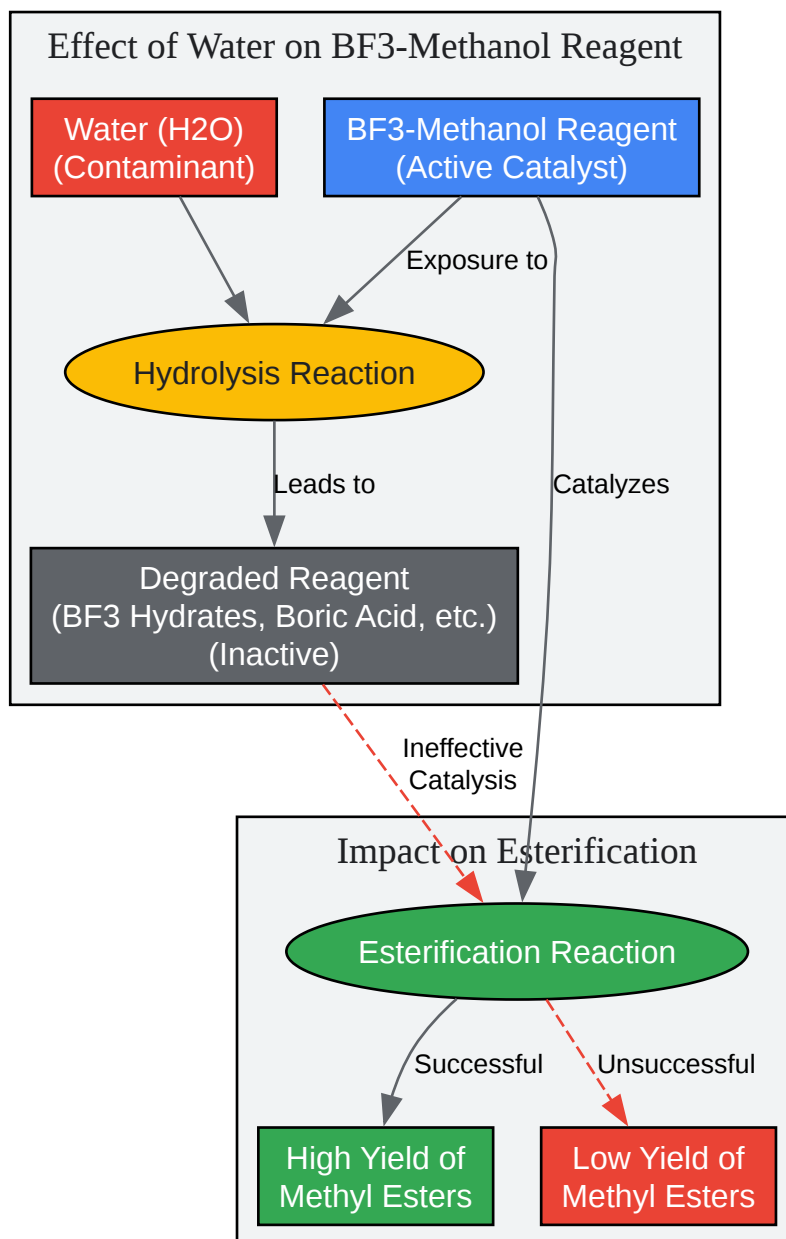 Effect of Water on BF3-Methanol Reagent
Water (H2O)
(Contaminant)
BF3-Methanol Reagent
(Active Catalyst)
Exposure to
Hydrolysis Reaction
Leads to
Catalyzes
Degraded Reagent
(BF3 Hydrates, Boric Acid, etc.)
(Inactive)
Ineffective
Catalysis
Impact on Esterification
Esterification Reaction
Successful
Unsuccessful
High Yield of
Methyl Esters
Low Yield of
Methyl Esters